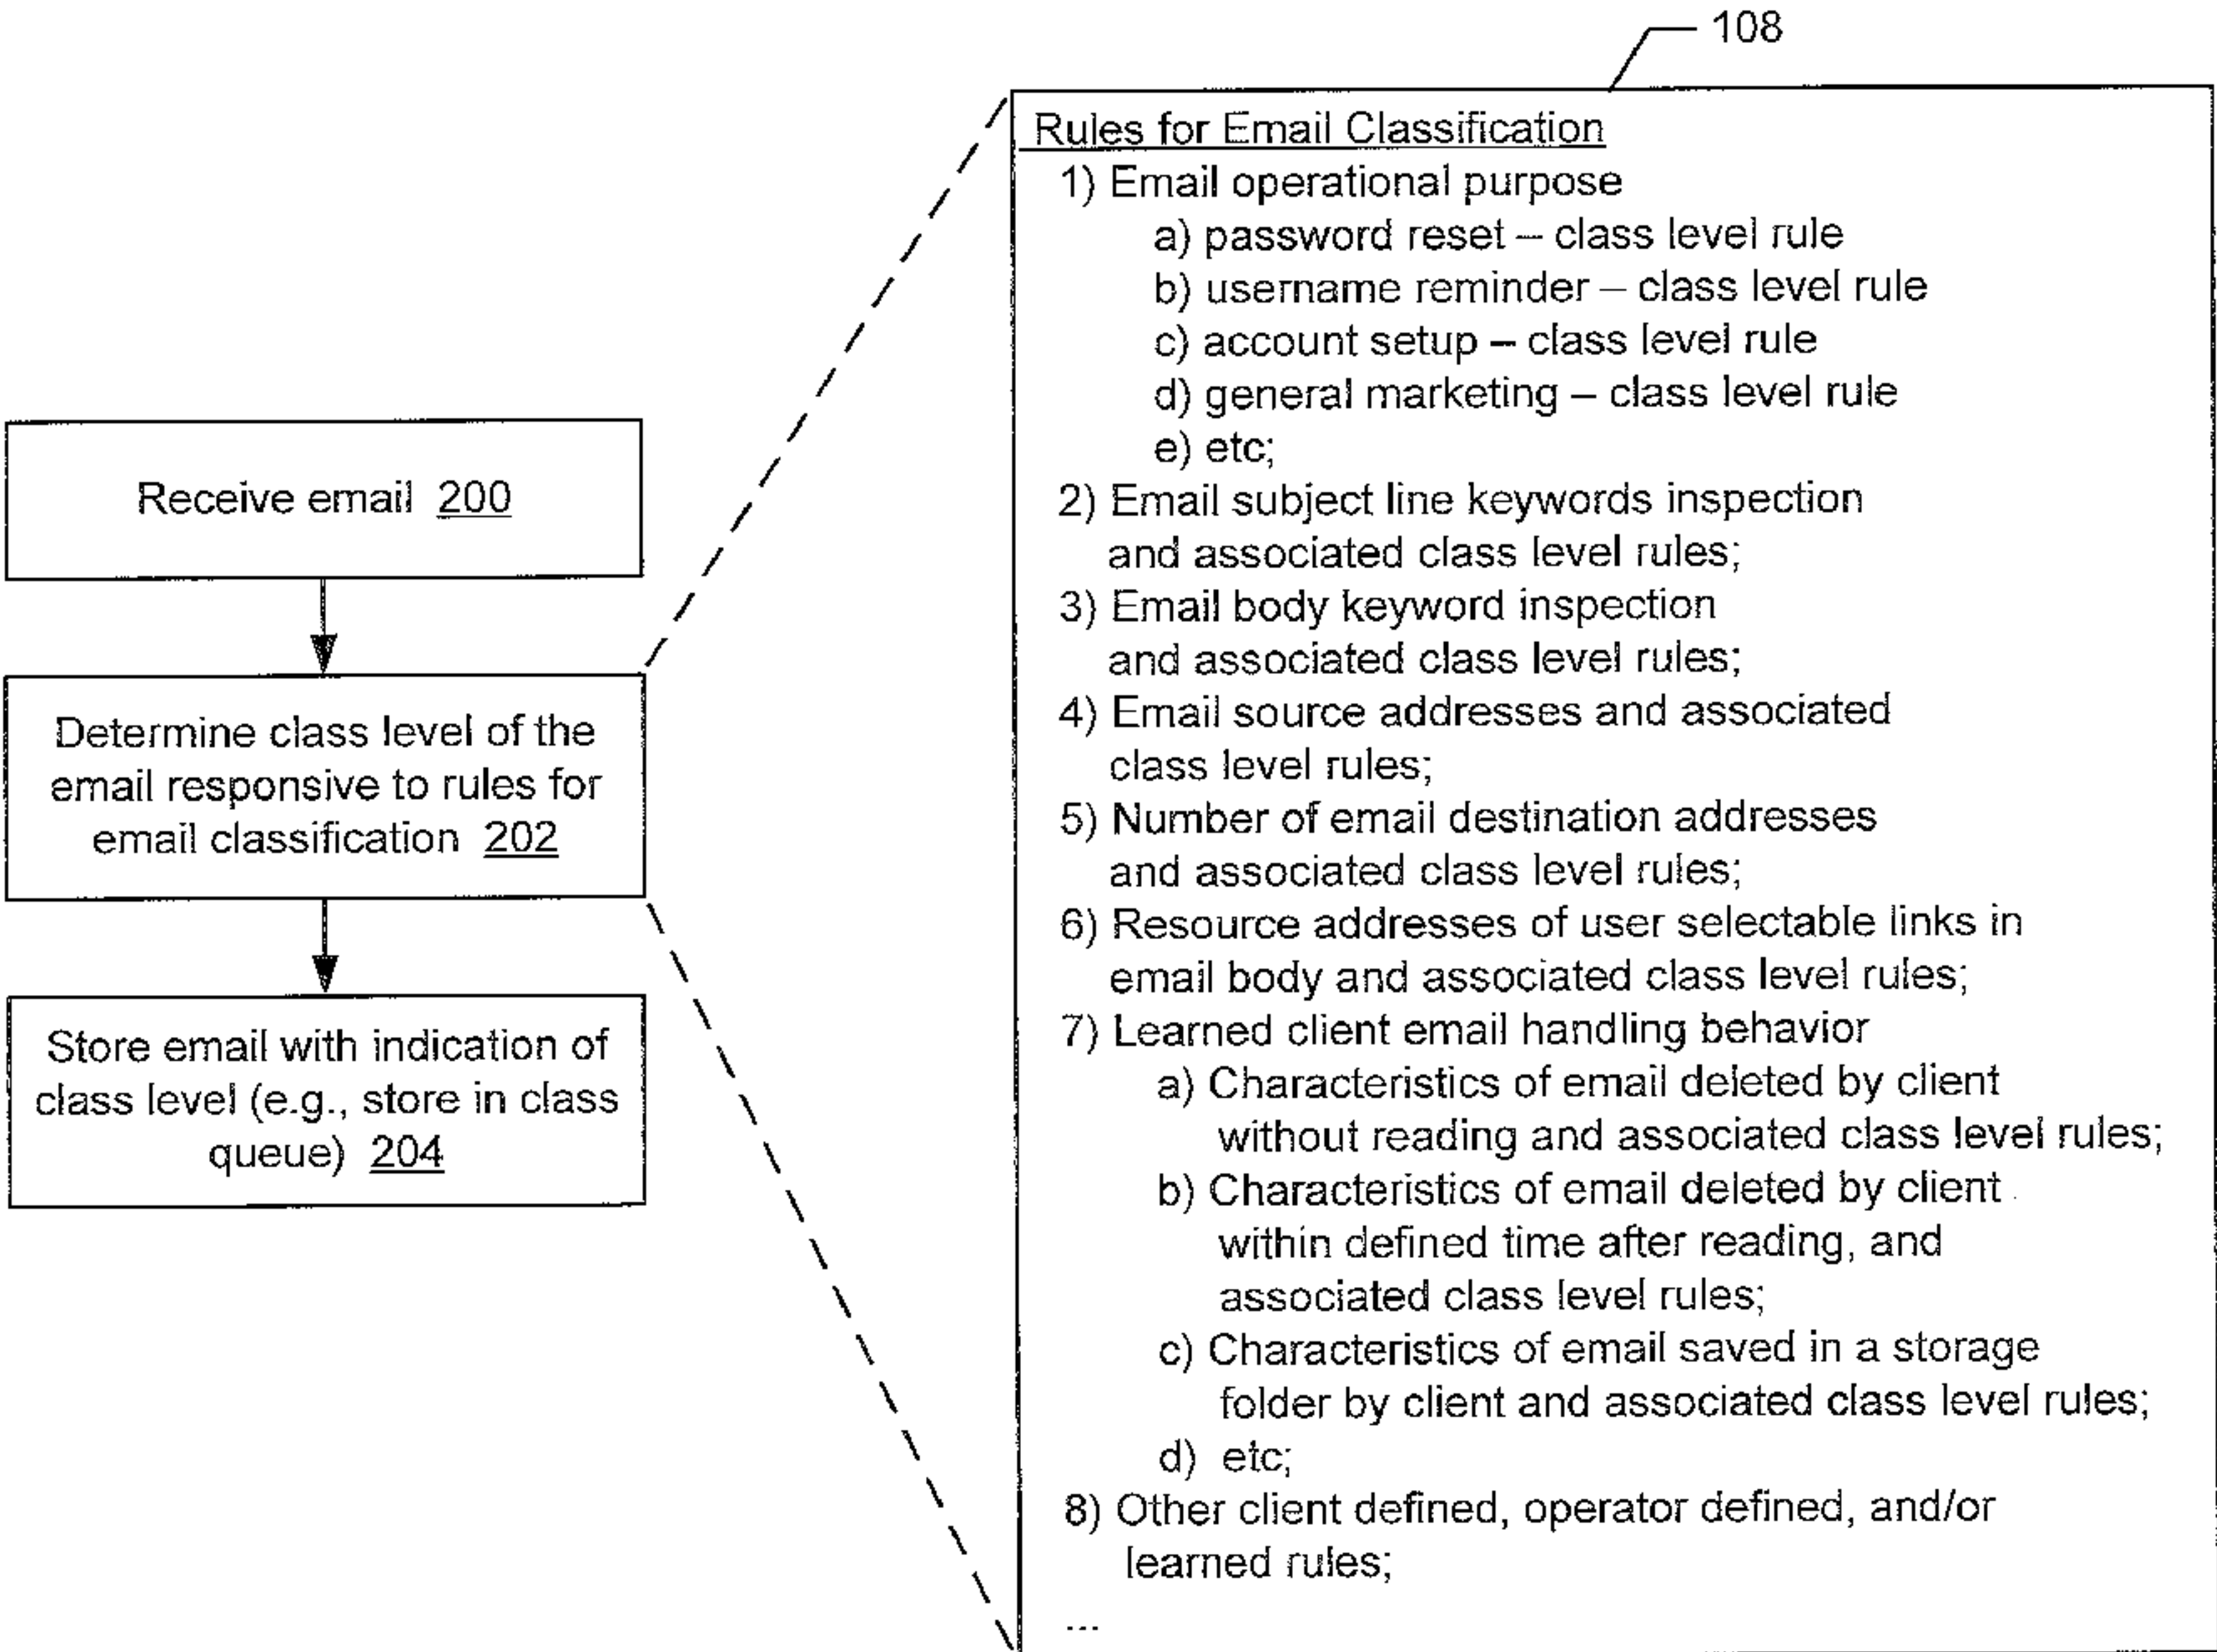 108
Receive email 200
Determine class level of the
email responsive to rules for
email classification 202
Store email with indication of
class level (e.g., store in class
queue) 204
Rules for Email Classification
1) Email operational purpose
a) password reset – class level rule
b) username reminder – class level rule
c) account setup – class level rule
d) general marketing – class level rule
e) etc;
2) Email subject line keywords inspection
and associated class level rules;
3) Email body keyword inspection
and associated class level rules;
4) Email source addresses and associated
class level rules;
5) Number of email destination addresses
and associated class level rules;
6) Resource addresses of user selectable links in
email body and associated class level rules;
7) Learned client email handling behavior
a) Characteristics of email deleted by client
without reading and associated class level rules;
b) Characteristics of email deleted by client
within defined time after reading, and
associated class level rules;
c) Characteristics of email saved in a storage
folder by client and associated class level rules;
d) etc;
8) Other client defined, operator defined, and/or
learned rules;
...